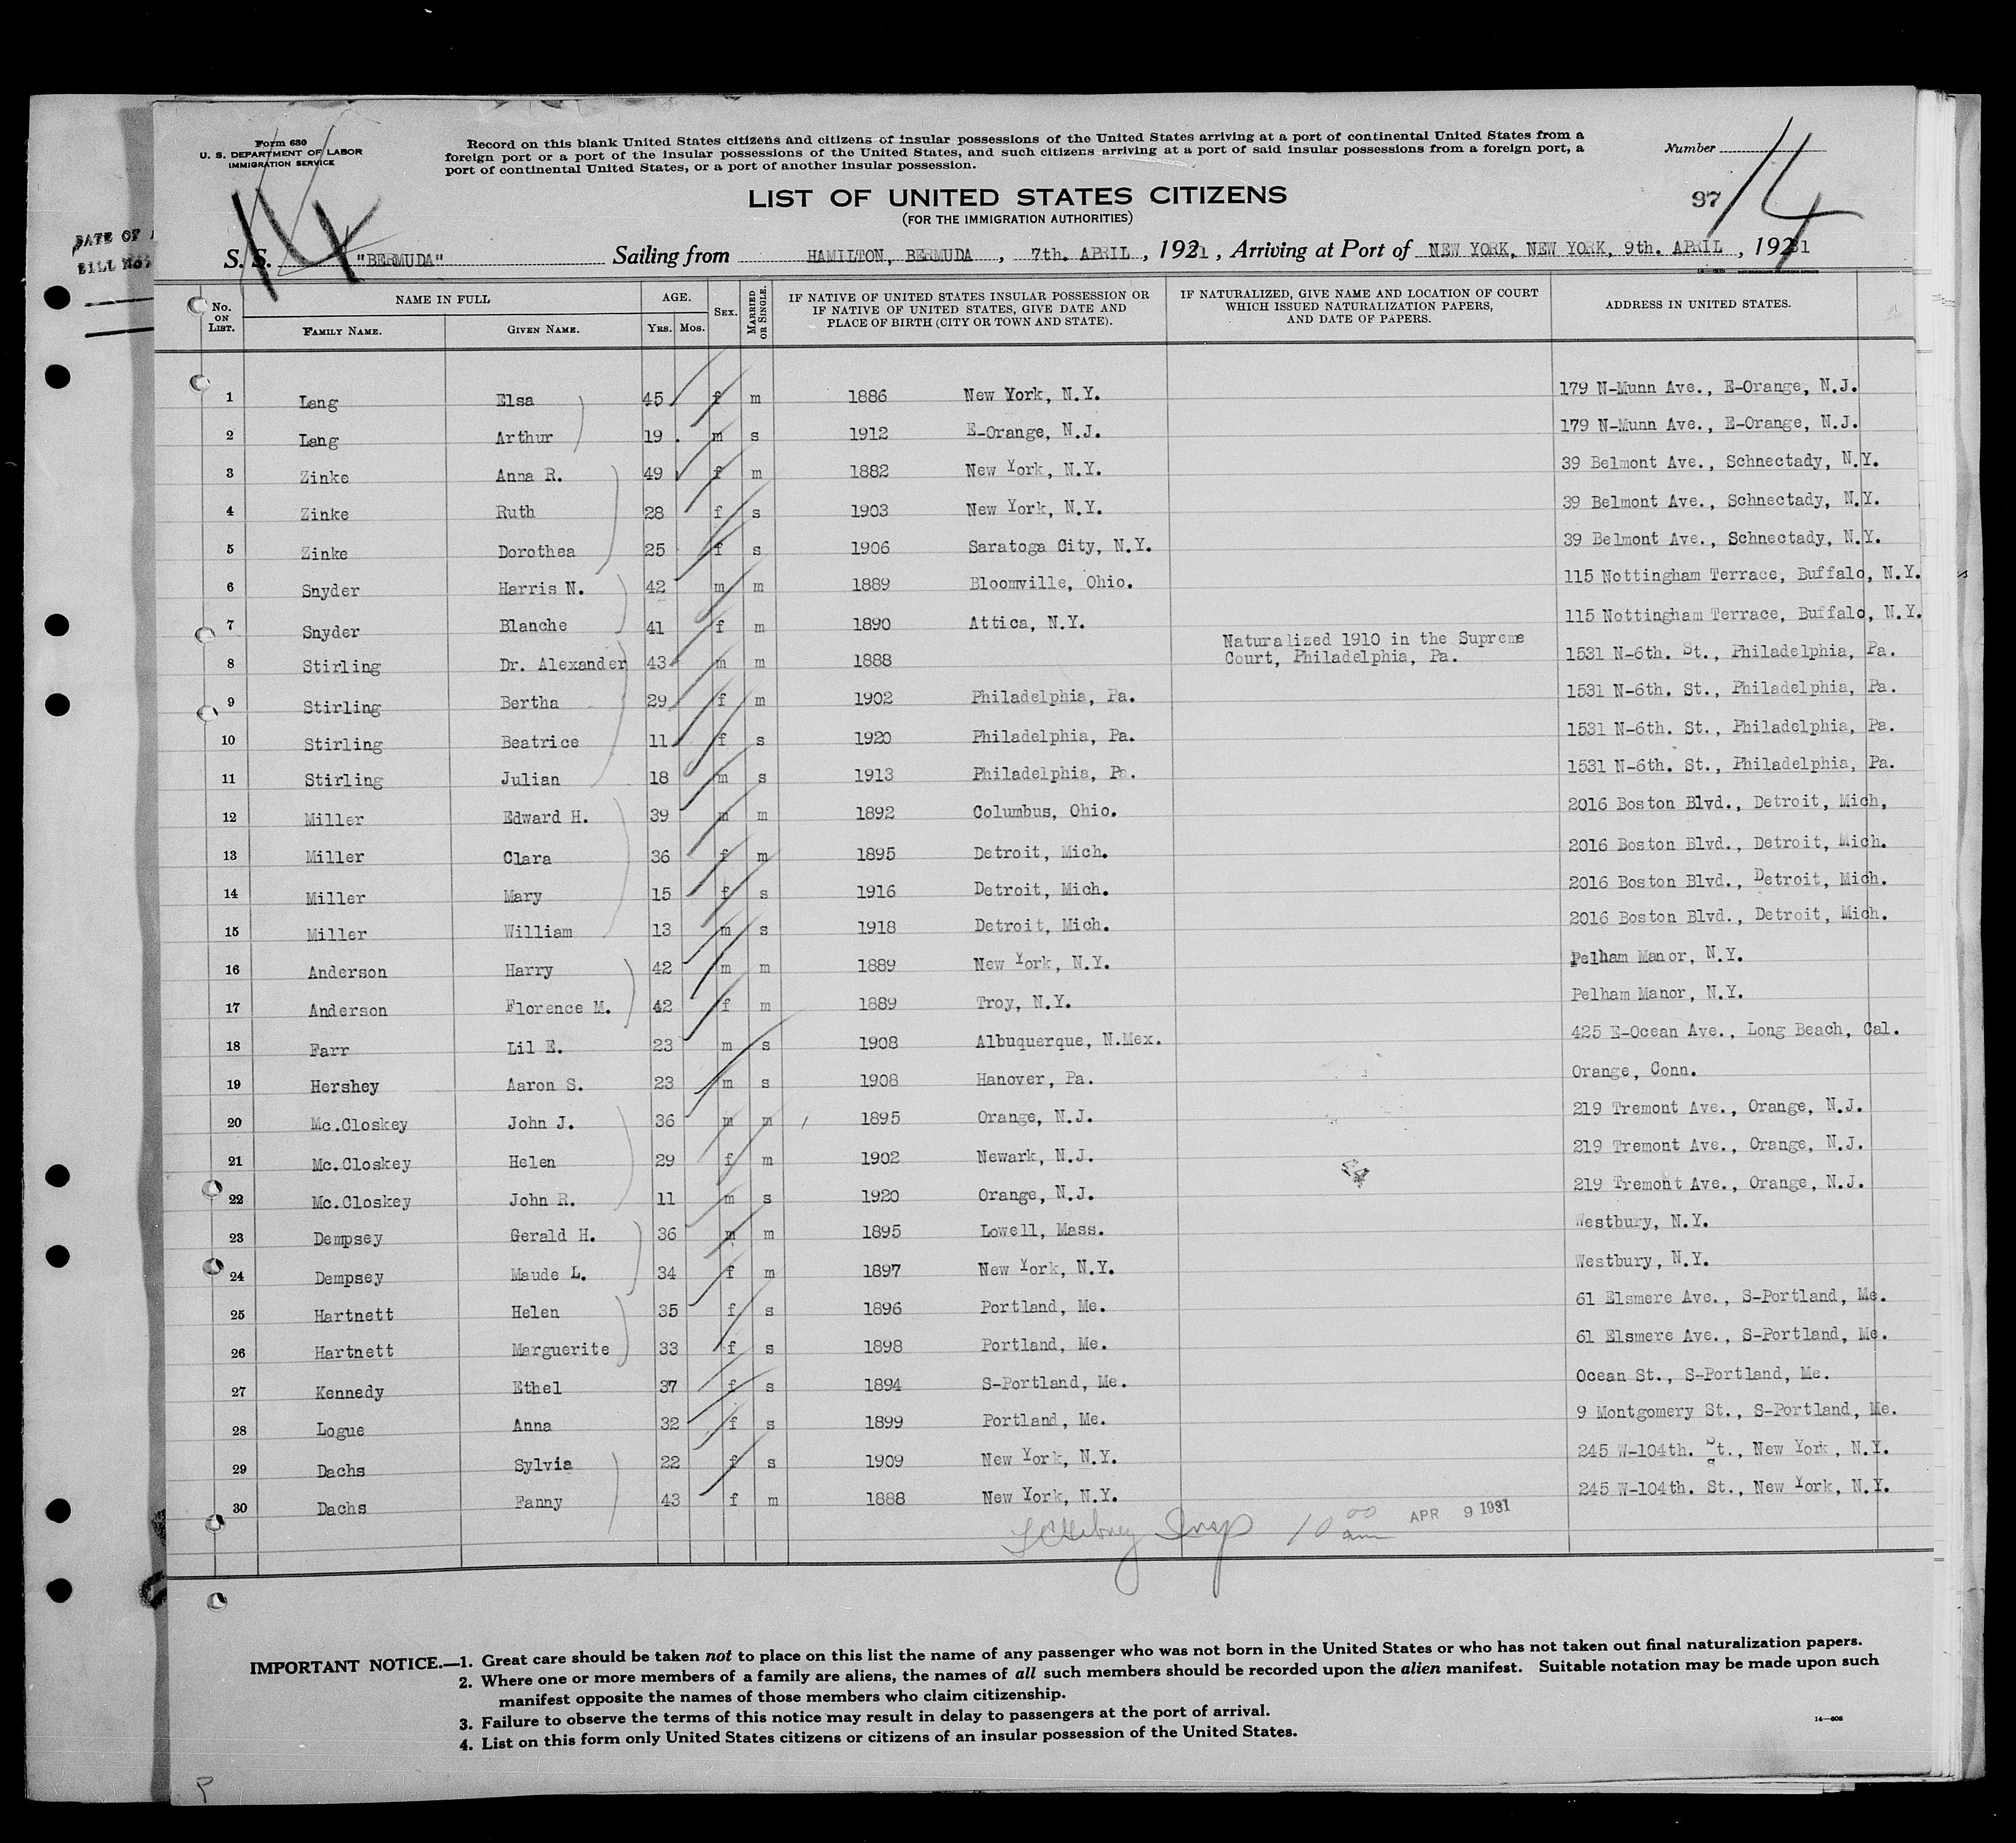 Form 630
U. S. DEPARTMENT OF LABOR
IMMIGRATION SERVICE
Record on this blank United States citizens and citizens of insular possessions of the United States arriving at a port of continental United States from a
foreign port or a port of the insular possessions of the United States, and such citizens arriving at a port of said insular possessions from a foreign port, a
port of continental United States, or a port of another insular possession.
Number
14
14
97
DATE OF
BILL No.
LIST OF UNITED STATES CITIZENS
(FOR THE IMMIGRATION AUTHORITIES)
S. S. "BERMUDA" Sailing from HAMILTON, BERMUDA , 7th. APRIL , 1931 , Arriving at Port of NEW YORK, NEW YORK, 9th. APRIL , 1931
No. ON LIST. NAME IN FULL FAMILY NAME. GIVEN NAME. AGE. YRS. MOS. SEX. MARRIED OR SINGLE. IF NATIVE OF UNITED STATES INSULAR POSSESSION OR IF NATIVE OF UNITED STATES, GIVE DATE AND PLACE OF BIRTH (CITY OR TOWN AND STATE). IF NATURALIZED, GIVE NAME AND LOCATION OF COURT WHICH ISSUED NATURALIZATION PAPERS, AND DATE OF PAPERS. ADDRESS IN UNITED STATES.
1 Lang Elsa 45 f m 1886 New York, N.Y. 179 N-Munn Ave., E-Orange, N.J.
2 Lang Arthur 19 m s 1912 E-Orange, N.J. 179 N-Munn Ave., E-Orange, N.J.
3 Zinke Anna R. 49 f m 1882 New York, N.Y. 39 Belmont Ave., Schnectady, N.Y.
4 Zinke Ruth 28 f s 1903 New York, N.Y. 39 Belmont Ave., Schnectady, N.Y.
5 Zinke Dorothea 25 f s 1906 Saratoga City, N.Y. 39 Belmont Ave., Schnectady, N.Y.
6 Snyder Harris N. 42 m m 1889 Bloomville, Ohio. 115 Nottingham Terrace, Buffalo, N.Y.
7 Snyder Blanche 41 f m 1890 Attica, N.Y. 115 Nottingham Terrace, Buffalo, N.Y.
8 Stirling Dr. Alexander 43 m m 1888 Naturalized 1910 in the Supreme Court, Philadelphia, Pa. 1531 N-6th. St., Philadelphia, Pa.
9 Stirling Bertha 29 f m 1902 Philadelphia, Pa. 1531 N-6th. St., Philadelphia, Pa.
10 Stirling Beatrice 11 f s 1920 Philadelphia, Pa. 1531 N-6th. St., Philadelphia, Pa.
11 Stirling Julian 18 m s 1913 Philadelphia, Pa. 1531 N-6th. St., Philadelphia, Pa.
12 Miller Edward H. 39 m m 1892 Columbus, Ohio. 2016 Boston Blvd., Detroit, Mich,
13 Miller Clara 36 f m 1895 Detroit, Mich. 2016 Boston Blvd., Detroit, Mich.
14 Miller Mary 15 f s 1916 Detroit, Mich. 2016 Boston Blvd., Detroit, Mich.
15 Miller William 13 m s 1918 Detroit, Mich. 2016 Boston Blvd., Detroit, Mich.
16 Anderson Harry 42 m m 1889 New York, N.Y. Pelham Manor, N.Y.
17 Anderson Florence M. 42 f m 1889 Troy, N.Y. Pelham Manor, N.Y.
18 Farr Lil E. 23 m s 1908 Albuquerque, N.Mex. 425 E-Ocean Ave., Long Beach, Cal.
19 Hershey Aaron S. 23 m s 1908 Hanover, Pa. Orange, Conn.
20 Mc.Closkey John J. 36 m m 1895 Orange, N.J. 219 Tremont Ave., Orange, N.J.
21 Mc.Closkey Helen 29 f m 1902 Newark, N.J. 219 Tremont Ave., Orange, N.J.
22 Mc.Closkey John R. 11 m s 1920 Orange, N.J. 219 Tremont Ave., Orange, N.J.
23 Dempsey Gerald H. 36 m m 1895 Lowell, Mass. Westbury, N.Y.
24 Dempsey Maude L. 34 f m 1897 New York, N.Y. Westbury, N.Y.
25 Hartnett Helen 35 f s 1896 Portland, Me. 61 Elsmere Ave., S-Portland, Me.
26 Hartnett Marguerite 33 f s 1898 Portland, Me. 61 Elsmere Ave., S-Portland, Me.
27 Kennedy Ethel 37 f s 1894 S-Portland, Me. Ocean St., S-Portland, Me.
28 Logue Anna 32 f s 1899 Portland, Me. 9 Montgomery St., S-Portland, Me.
29 Dachs Sylvia 22 f s 1909 New York, N.Y. 245 W-104th. St., New York, N.Y.
30 Dachs Fanny 43 f m 1888 New York, N.Y. 245 W-104th. St., New York, N.Y.
Insp 10 00 am APR 9 1931
IMPORTANT NOTICE.—1. Great care should be taken not to place on this list the name of any passenger who was not born in the United States or who has not taken out final naturalization papers.
2. Where one or more members of a family are aliens, the names of all such members should be recorded upon the alien manifest. Suitable notation may be made upon such
manifest opposite the names of those members who claim citizenship.
3. Failure to observe the terms of this notice may result in delay to passengers at the port of arrival.
4. List on this form only United States citizens or citizens of an insular possession of the United States.
14—608